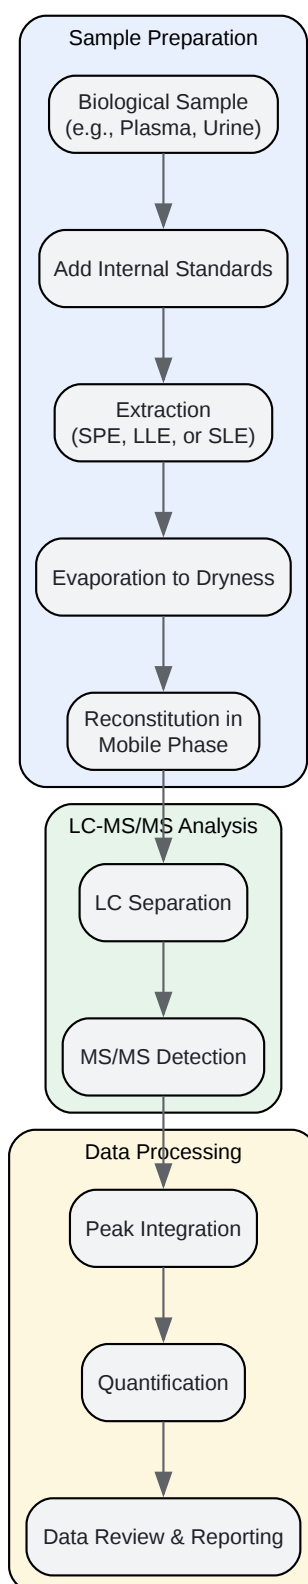 Sample Preparation
Biological Sample
(e.g., Plasma, Urine)
Add Internal Standards
Extraction
(SPE, LLE, or SLE)
Evaporation to Dryness
Reconstitution in
Mobile Phase
LC-MS/MS Analysis
LC Separation
MS/MS Detection
Data Processing
Peak Integration
Quantification
Data Review & Reporting